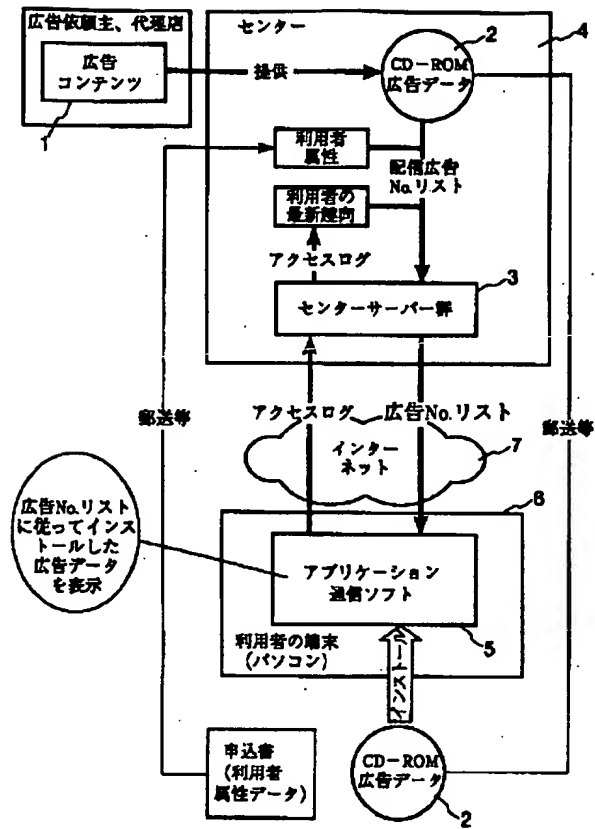 広告依頼主、代理店
広告
コンテンツ
1
センター
4
提供
2
CD－ROM
広告データ
利用者
属性
配信広告
No.リスト
利用者の
最新趣向
アクセスログ
3
センターサーバー群
郵送等
アクセスログ
広告No.リスト
郵送等
インター
ネット
7
広告No.リスト
に従ってインス
トールした
広告データ
を表示
6
アプリケーション
通信ソフト
5
利用者の端末
(パソコン)
インストール
申込書
(利用者
属性データ)
CD－ROM
広告データ
2